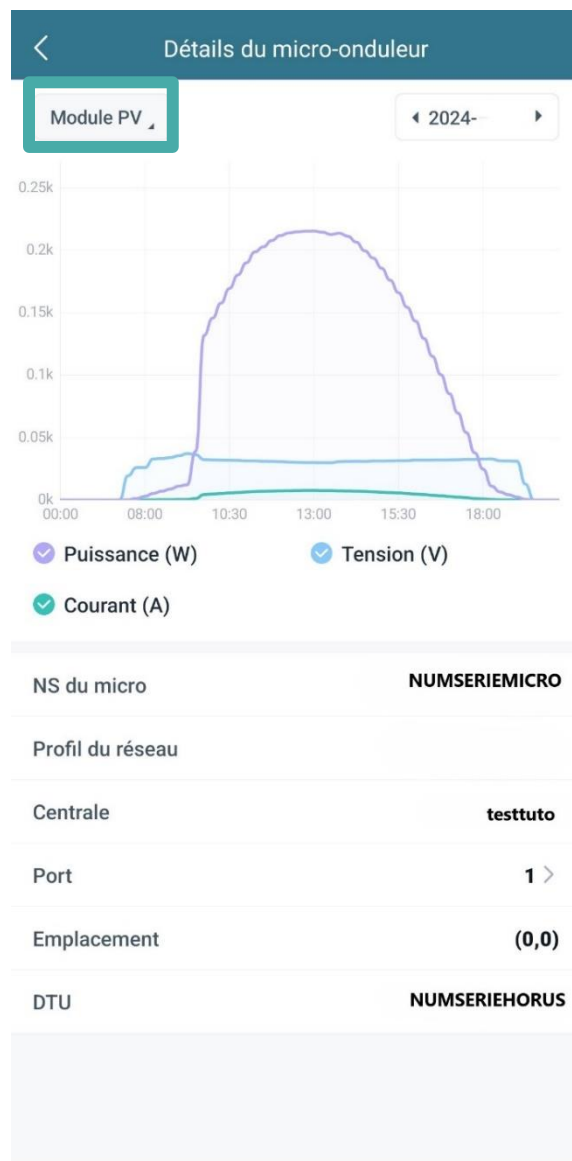 Détails du micro-onduleur
Module PV
2024-
0.25k
0.2k
0.15k
0.1k
0.05k
0k
00:00 08:00 10:30 13:00 15:30 18:00
Puissance (W) Tension (V)
Courant (A)
NS du micro NUMSERIEMICRO
Profil du réseau
Centrale testtuto
Port 1
Emplacement (0,0)
DTU NUMSERIEHORUS